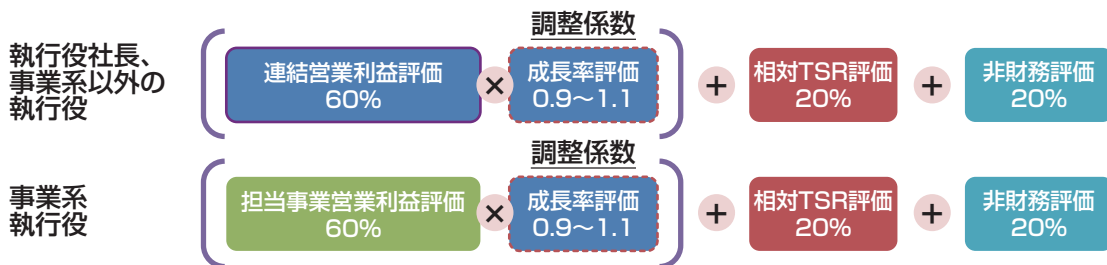 調整係数
執行役社長、
事業系以外の
執行役
連結営業利益評価
60%
×
成長率評価
0.9〜1.1
+
相対TSR評価
20%
+
非財務評価
20%
調整係数
事業系
執行役
担当事業営業利益評価
60%
×
成長率評価
0.9〜1.1
+
相対TSR評価
20%
+
非財務評価
20%